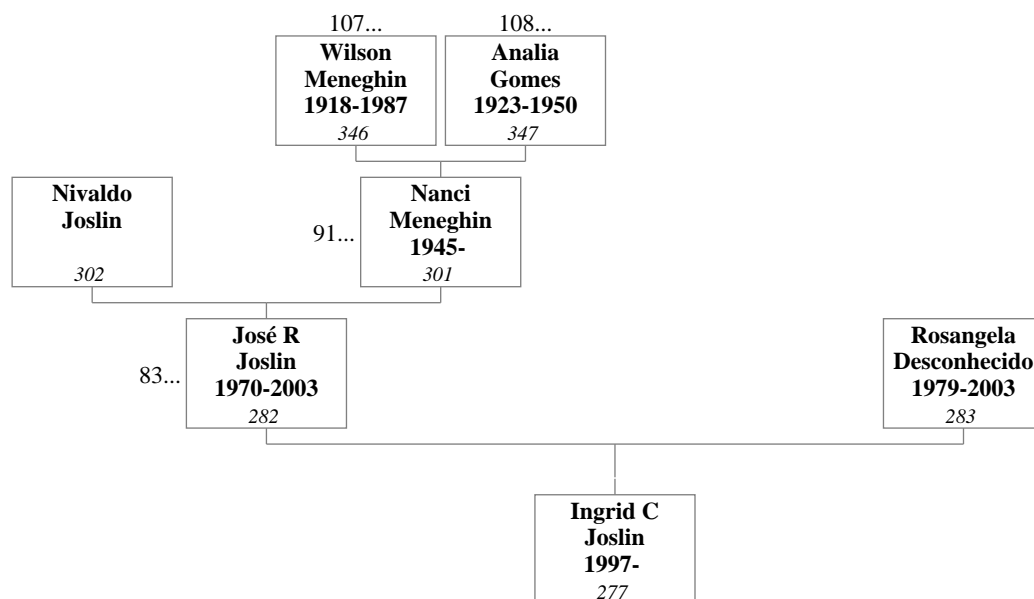 107...
108...
Wilson
Meneghin
1918-1987
346
Analia
Gomes
1923-1950
347
Nivaldo
Joslin
302
91...
Nanci
Meneghin
1945-
301
83...
José R
Joslin
1970-2003
282
Rosangela
Desconhecido
1979-2003
283
Ingrid C
Joslin
1997-
277